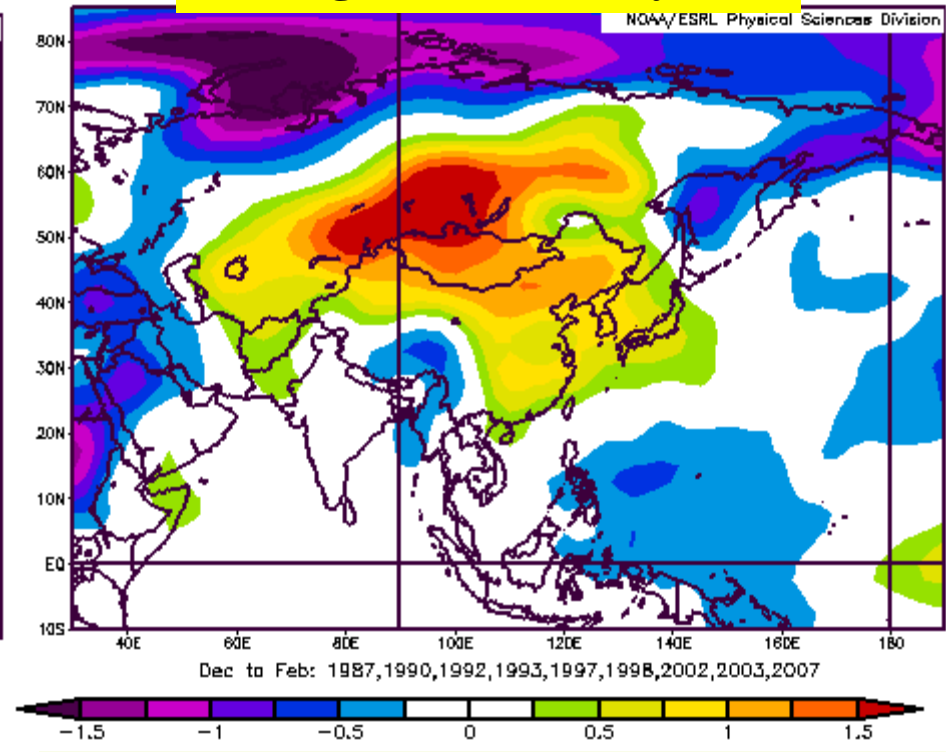 NOAA/ESRL Physical Sciences Division
80N
70N
60N
50N
40N
30N
20N
10N
EQ
10S
40E 60E 80E 100E 120E 140E 160E 180
Dec to Feb: 1987,1990,1992,1993,1997,1998,2002,2003,2007
-1.5 -1 -0.5 0 0.5 1 1.5